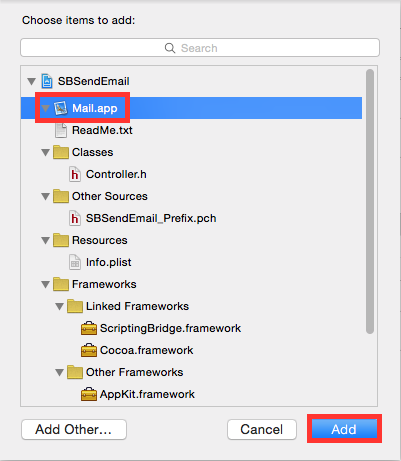 Choose items to add:
Search
SBSendEmail
Mail.app
ReadMe.txt
Classes
Controller.h
Other Sources
SBSendEmail_Prefix.pch
Resources
Info.plist
Frameworks
Linked Frameworks
ScriptingBridge.framework
Cocoa.framework
Other Frameworks
AppKit.framework
Add Other...
Cancel
Add